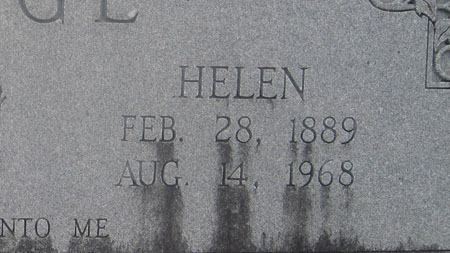 HELEN
FEB. 28, 1889
AUG. 14, 1968
NTO ME